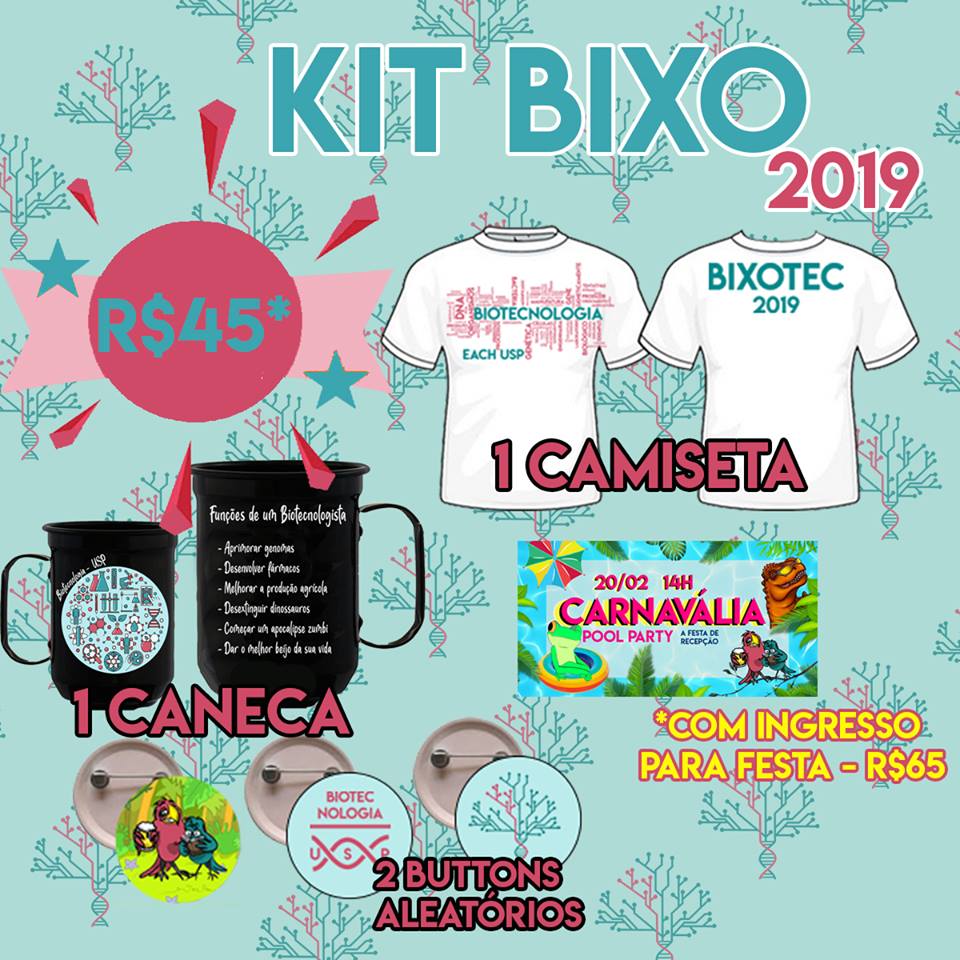 KIT BIXO
2019
R$45*
BIOTECNOLOGIA
DNA
EACH USP
BIXOTEC
2019
1 CAMISETA
Biotecnologia - USP
Funções de um Biotecnologista
- Aprimorar genomas
- Desenvolver fármacos
- Melhorar a produção agrícola
- Desextinguir dinossauros
- Começar um apocalipse zumbi
- Dar o melhor beijo da sua vida
1 CANECA
20/02 14H
CARNAVÁLIA
POOL PARTY
A FESTA DE
RECEPÇÃO
*COM INGRESSO
PARA FESTA - R$65
BIOTEC
NOLOGIA
USP
2 BUTTONS
ALEATÓRIOS